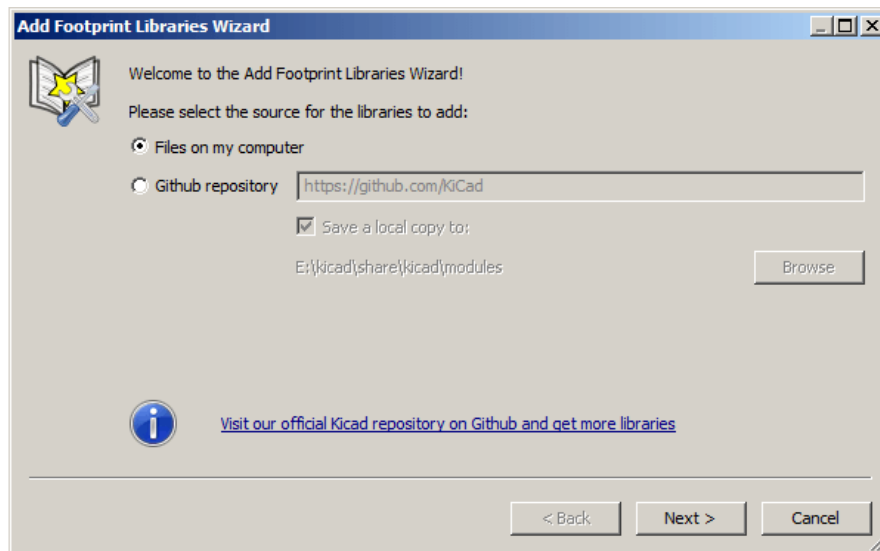 Add Footprint Libraries Wizard
Welcome to the Add Footprint Libraries Wizard!
Please select the source for the libraries to add:
Files on my computer
Github repository https://github.com/KiCad
Save a local copy to:
E:\kicad\share\kicad\modules Browse
Visit our official Kicad repository on Github and get more libraries
< Back Next > Cancel